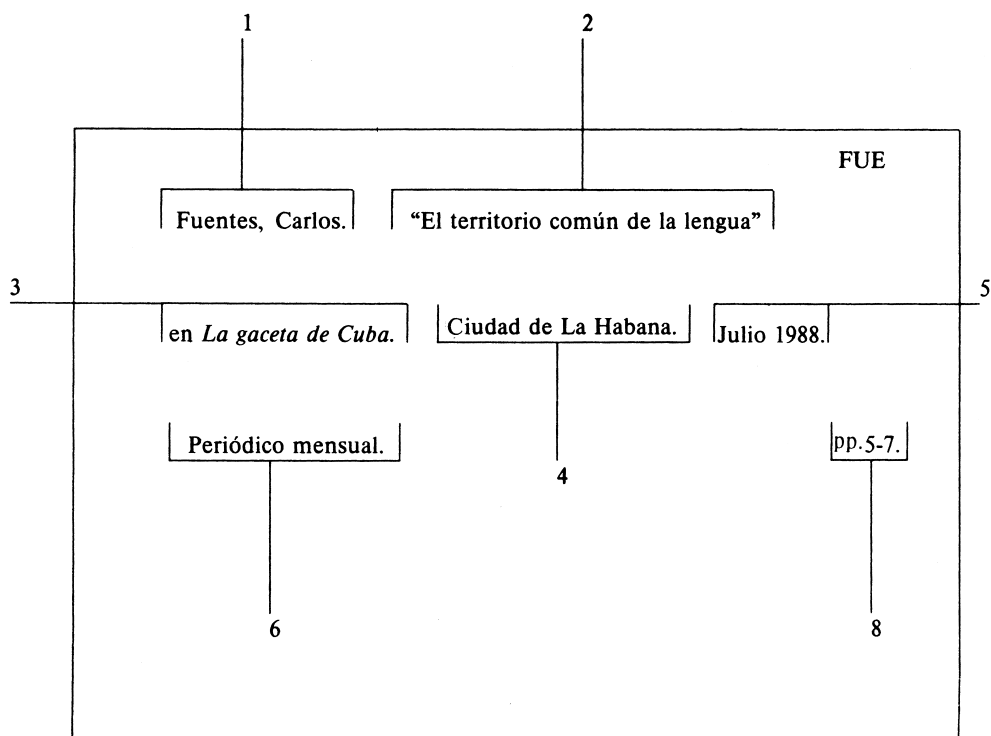 1 2
FUE
Fuentes, Carlos. “El territorio común de la lengua”
3 5
en La gaceta de Cuba. Ciudad de La Habana. Julio 1988.
Periódico mensual. pp.5-7.
4
6 8